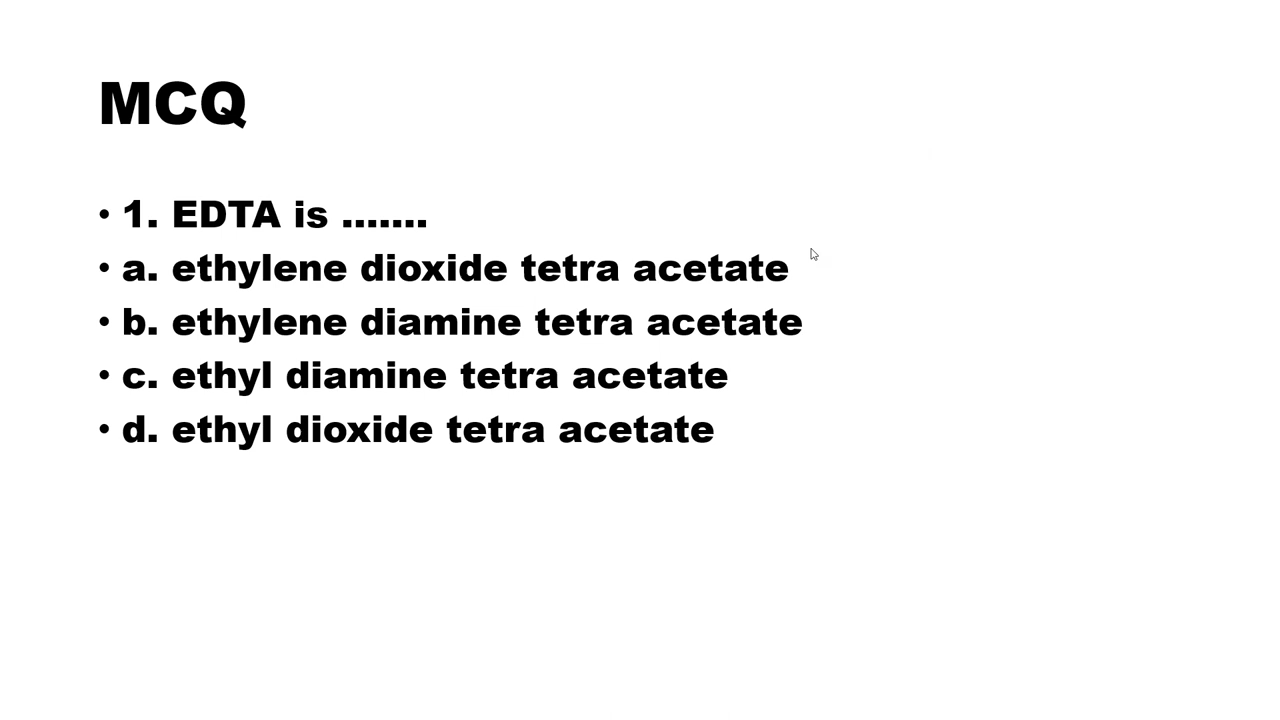 MCQ
• 1. EDTA is .......
• a. ethylene dioxide tetra acetate
• b. ethylene diamine tetra acetate
• c. ethyl diamine tetra acetate
• d. ethyl dioxide tetra acetate